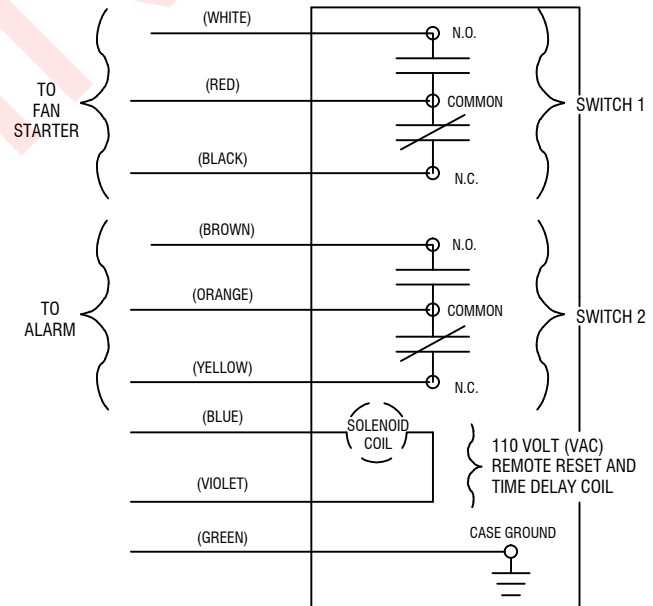 (WHITE)
N.O.
(RED)
COMMON
TO
FAN
STARTER
SWITCH 1
(BLACK)
N.C.
(BROWN)
N.O.
(ORANGE)
COMMON
TO
ALARM
SWITCH 2
(YELLOW)
N.C.
(BLUE)
SOLENOID
COIL
110 VOLT (VAC)
REMOTE RESET AND
TIME DELAY COIL
(VIOLET)
(GREEN)
CASE GROUND